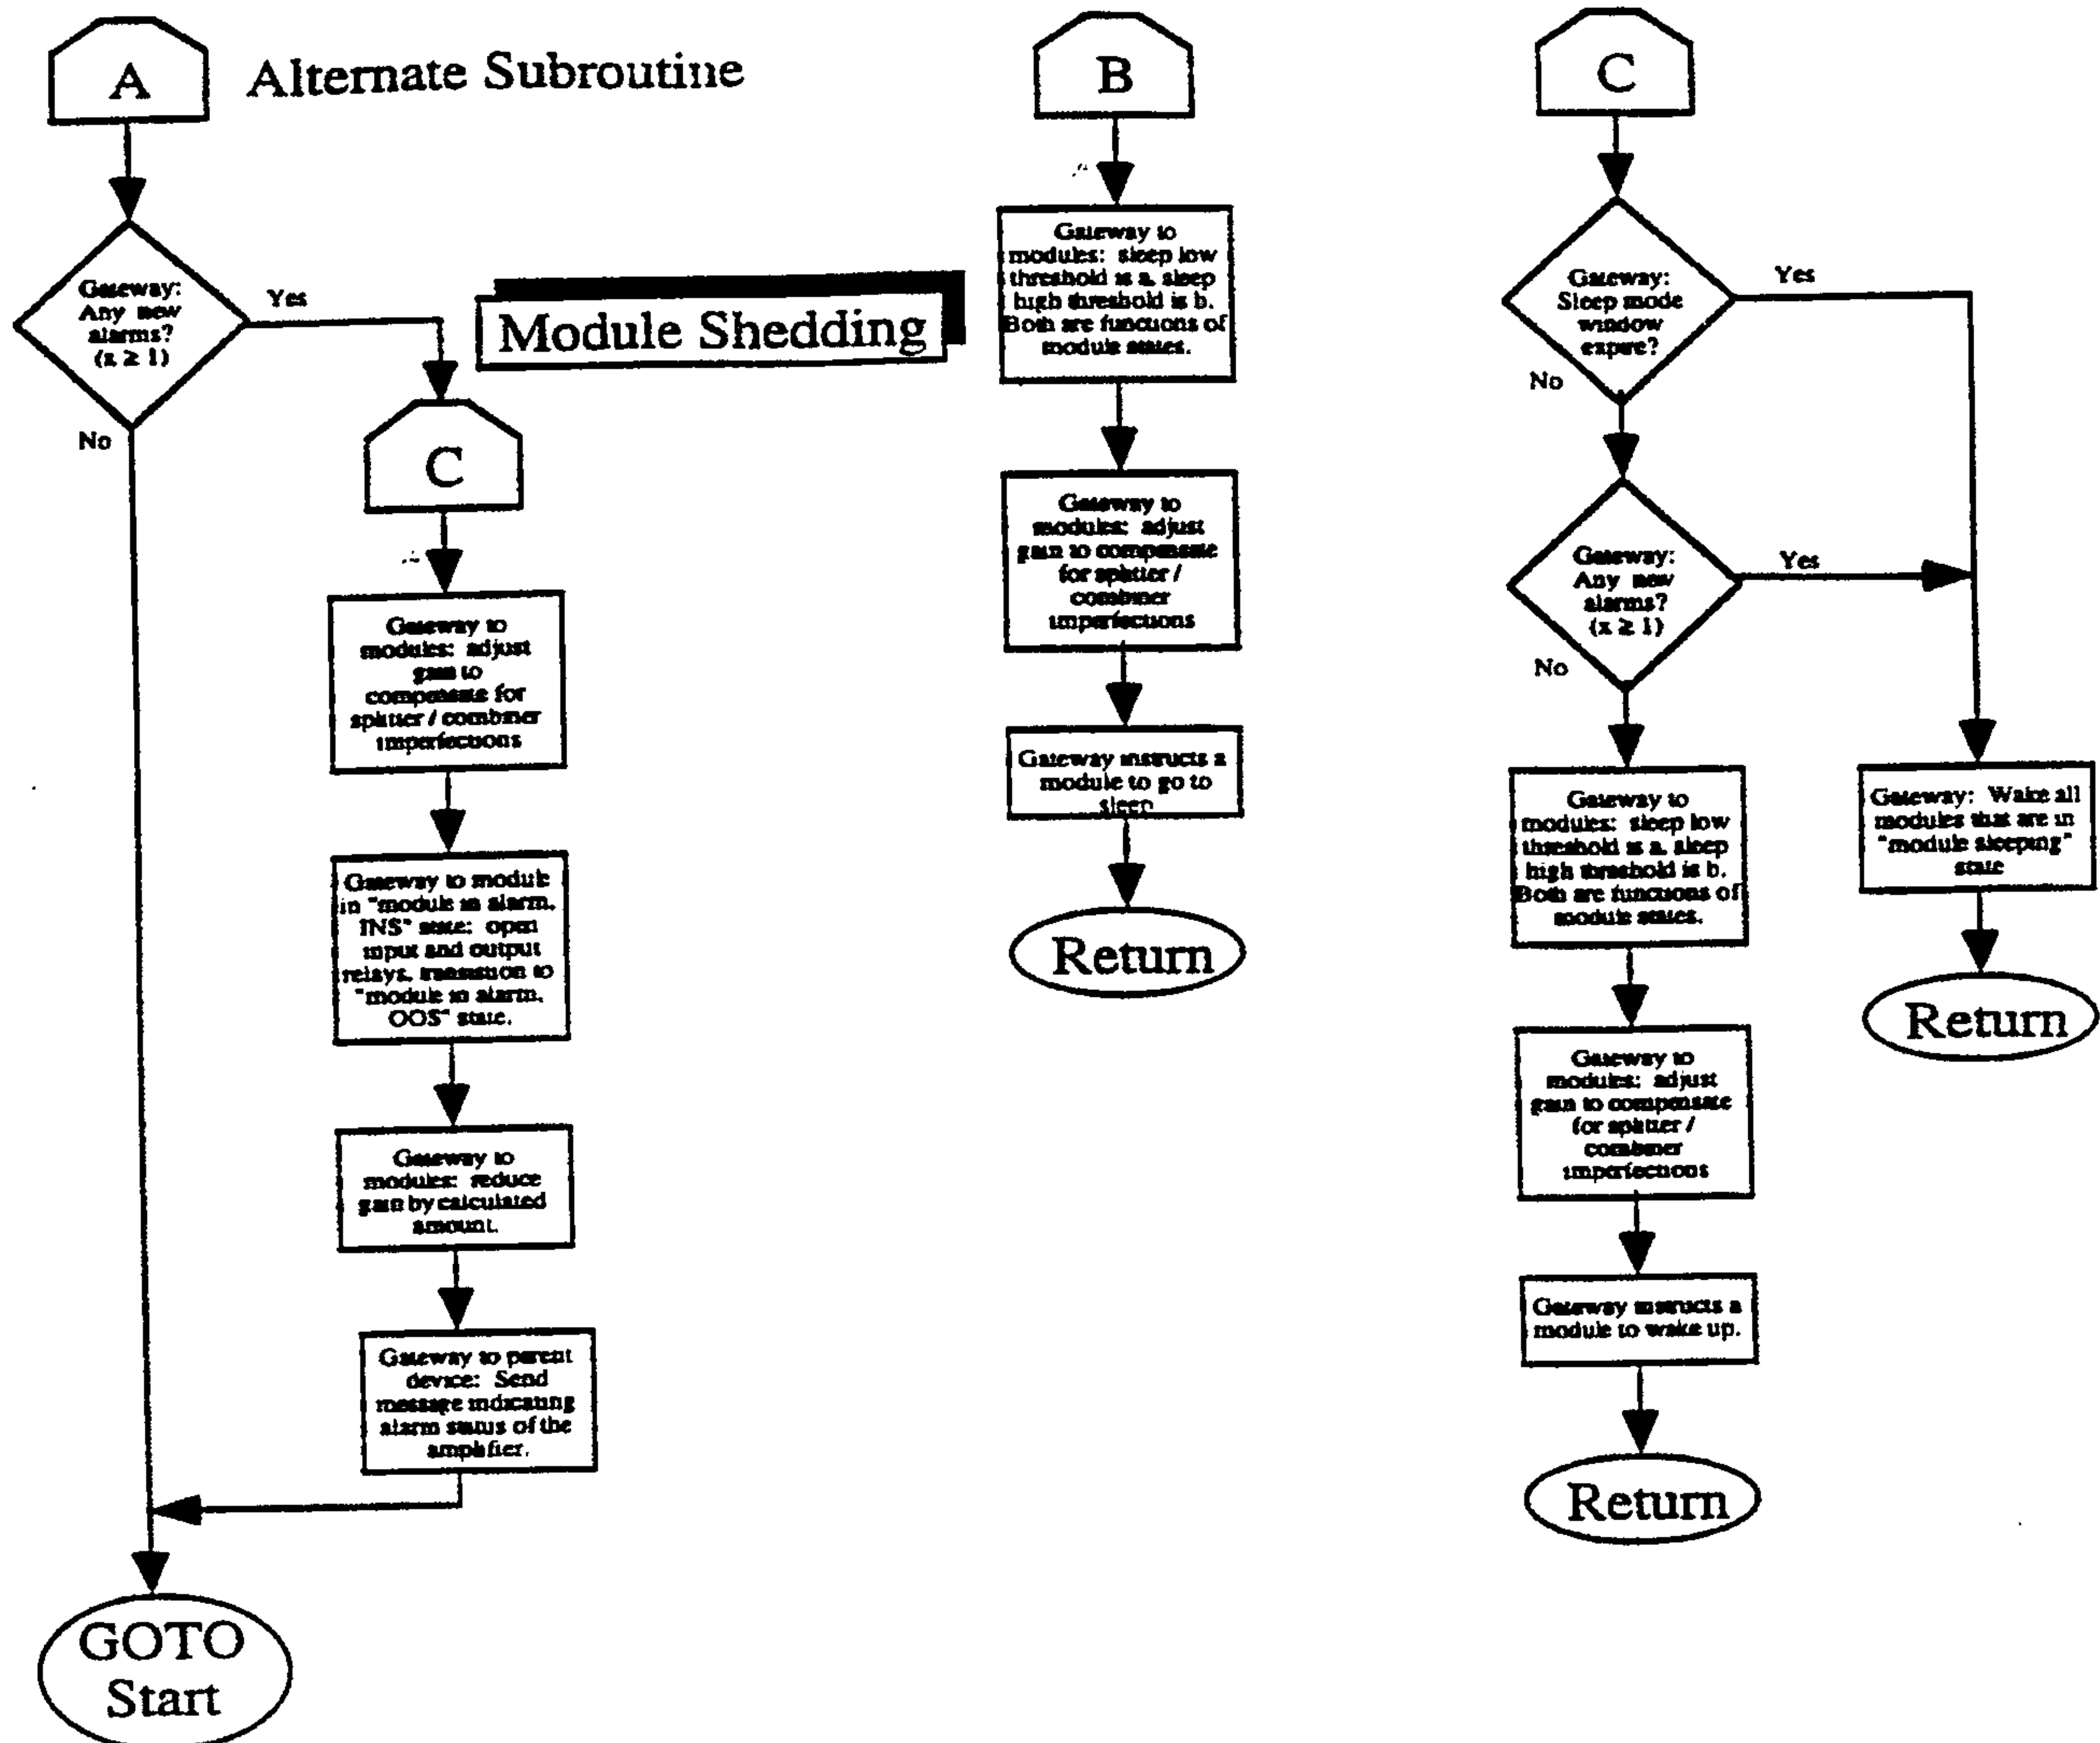 A
Alternate Subroutine
Gateway:
Any new
alarms?
(x ≥ 1)
Yes
No
Module Shedding
C
Gateway to
modules: adjust
gain to
compensate for
splitter / combiner
imperfections
Gateway to module
in "module in alarm,
INS" state: open
input and output
relays, transition to
"module in alarm,
OOS" state.
Gateway to
modules: reduce
gain by calculated
amount.
Gateway to parent
device: Send
message indicating
alarm status of the
amplifier.
GOTO
Start
B
Gateway to
modules: sleep low
threshold is a, sleep
high threshold is b.
Both are functions of
module states.
Gateway to
modules: adjust
gain to compensate
for splitter /
combiner
imperfections
Gateway instructs a
module to go to
sleep
Return
C
Gateway:
Sleep mode
window
expire?
Yes
No
Gateway:
Any new
alarms?
(x ≥ 1)
Yes
No
Gateway to
modules: sleep low
threshold is a, sleep
high threshold is b.
Both are functions of
module states.
Gateway to
modules: adjust
gain to compensate
for splitter /
combiner
imperfections
Gateway instructs a
module to wake up.
Return
Gateway: Wake all
modules that are in
"module sleeping"
state
Return